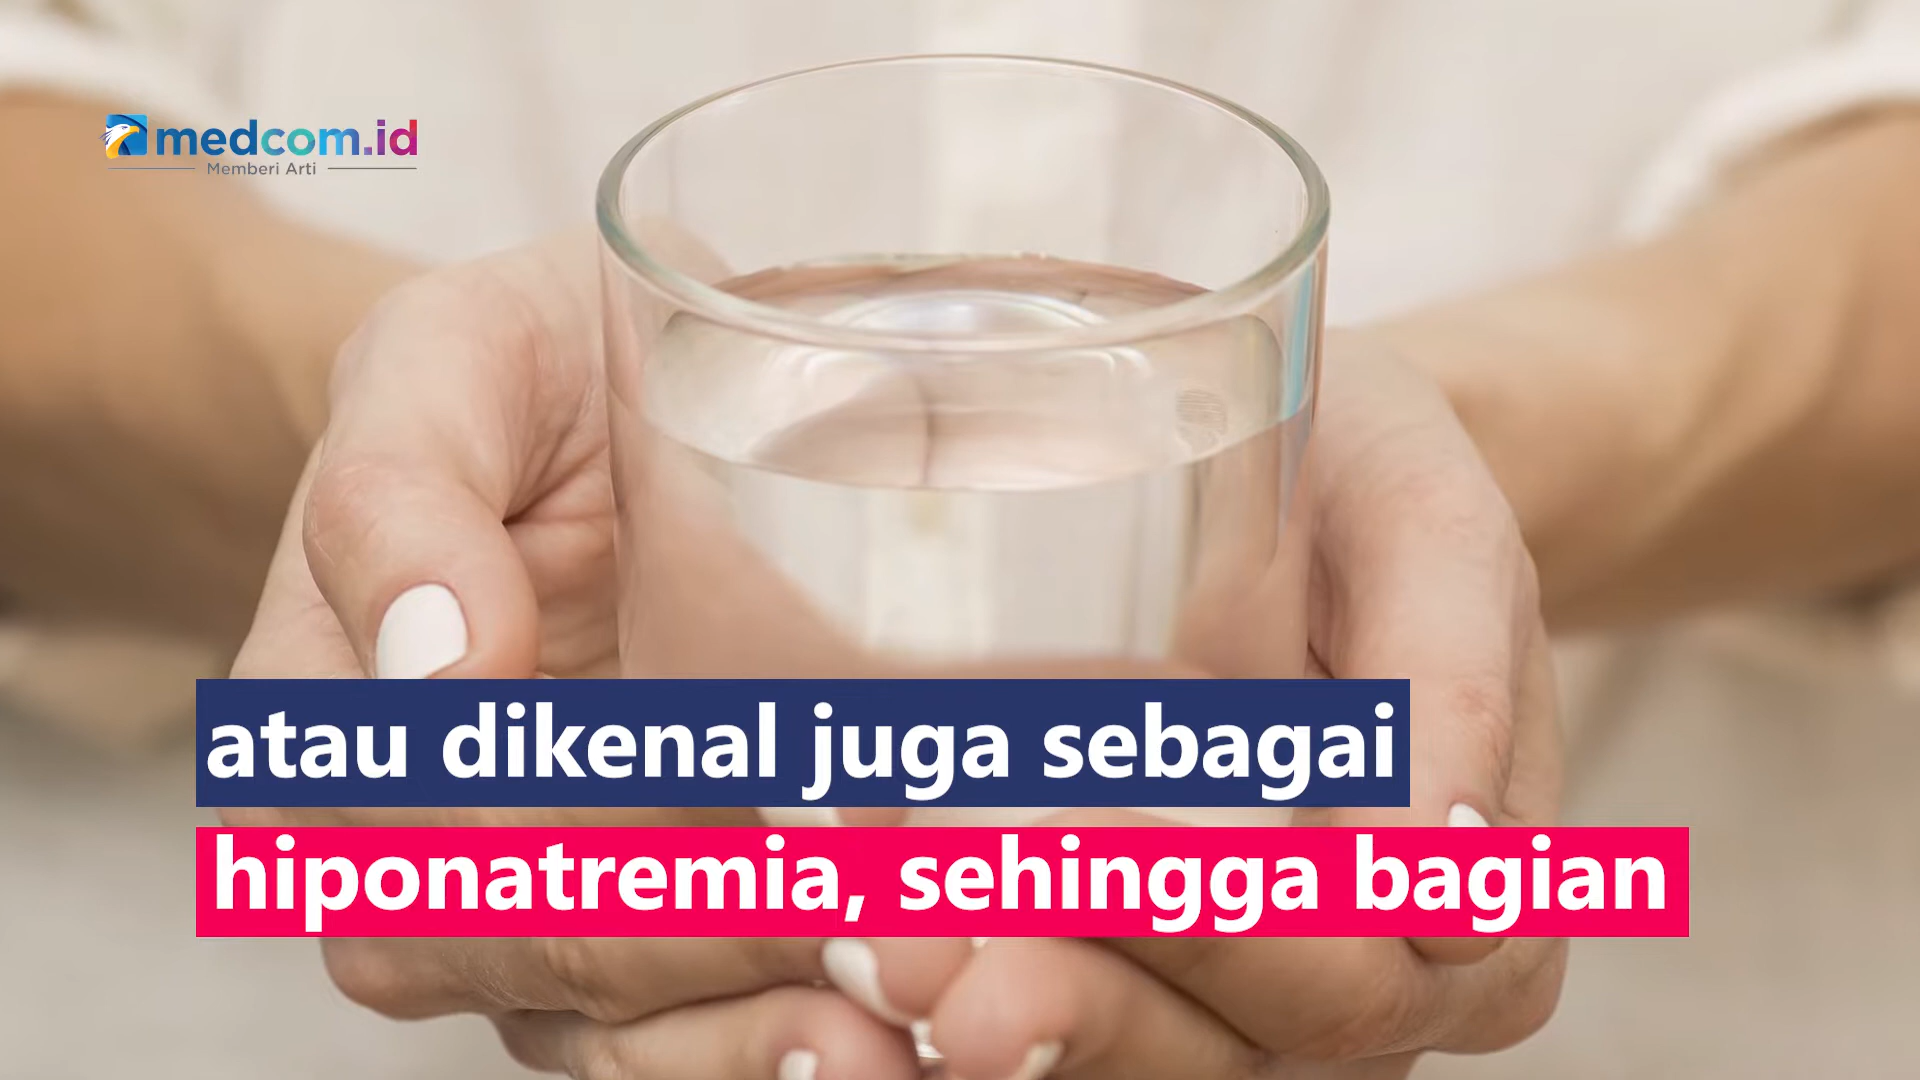 medcom.id
Memberi Arti
atau dikenal juga sebagai
hiponatremia, sehingga bagian